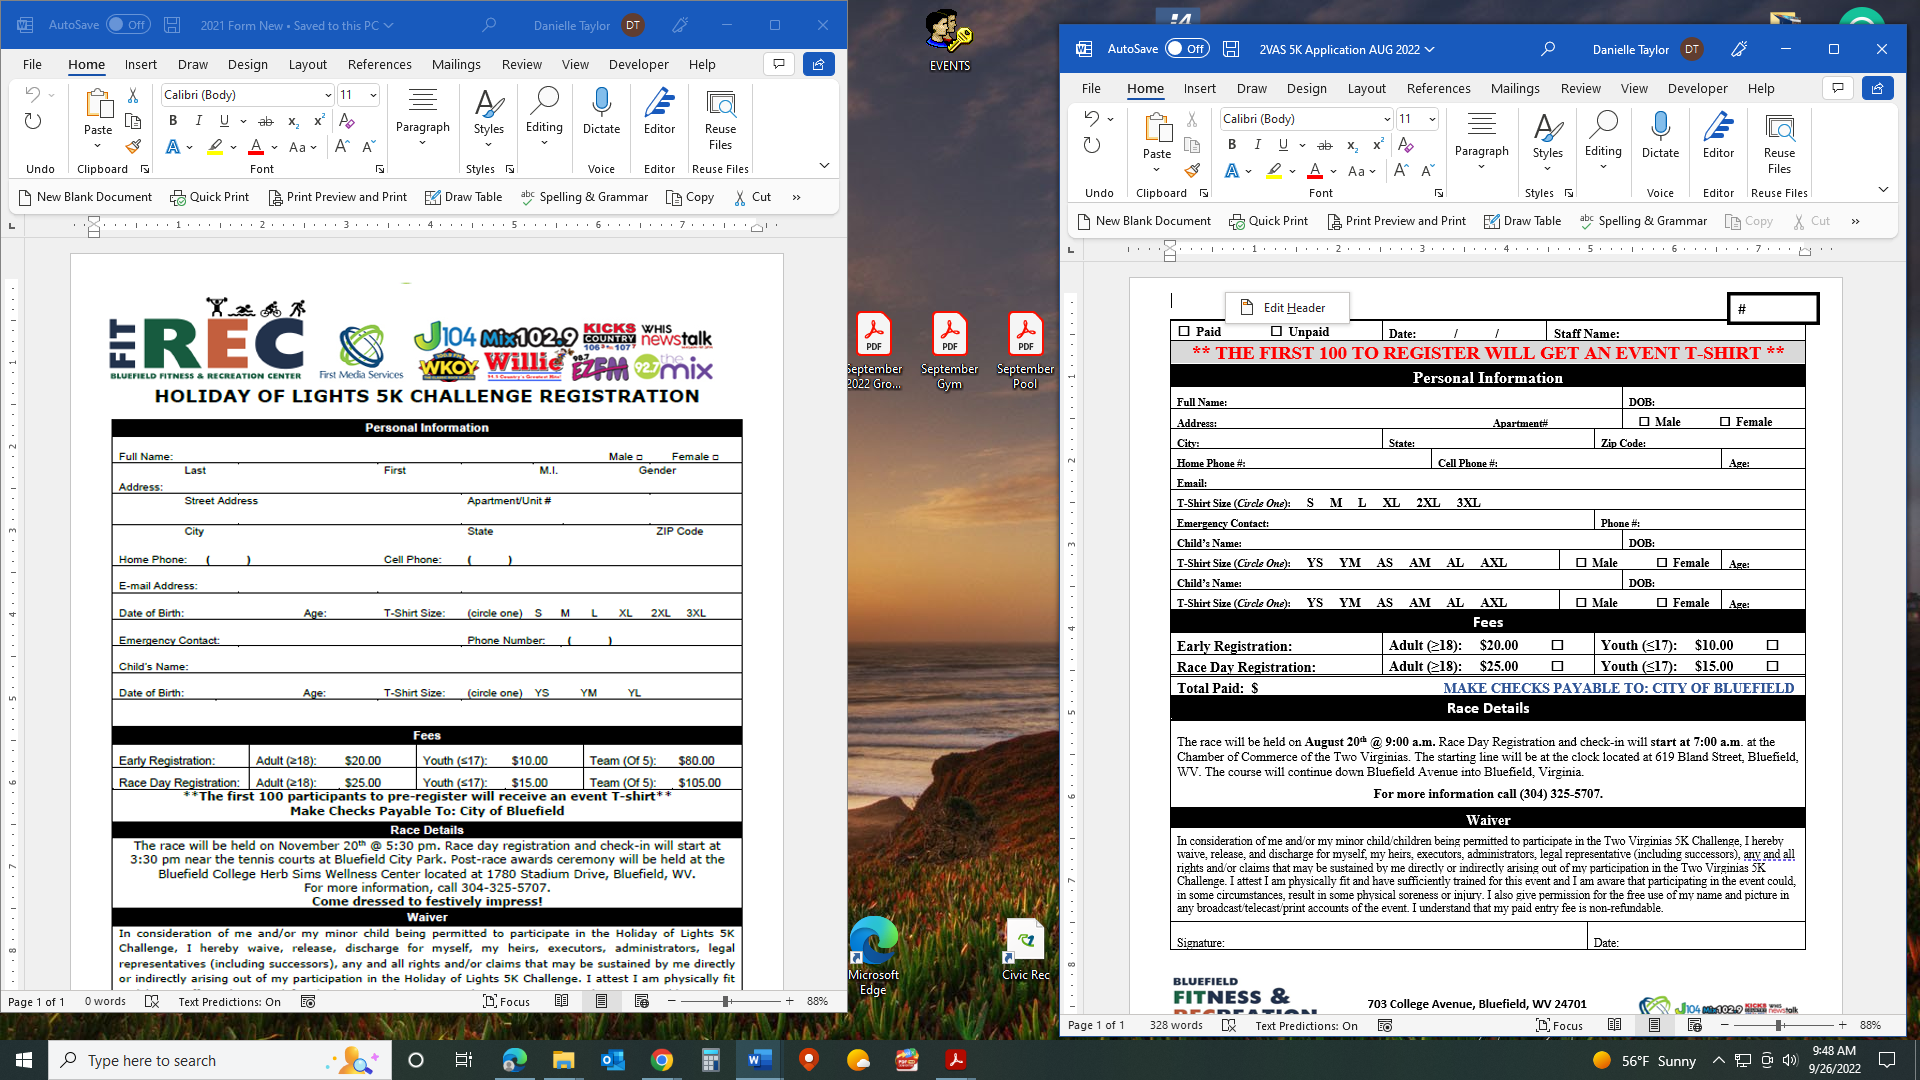 AutoSave Off 2021 Form New • Saved to this PC Danielle Taylor DT
File Home Insert Draw Design Layout References Mailings Review View Developer Help
Calibri (Body) 11
Paste B I U ab x₂ x² Paragraph Styles Editing Dictate Editor Reuse Files
A A Aa A A
Undo Clipboard Font Styles Voice Editor Reuse Files
New Blank Document Quick Print Print Preview and Print Draw Table Spelling & Grammar Copy Cut »
1 2 3 4 5 6 7
FIT REC
BLUEFIELD FITNESS & RECREATION CENTER
First Media Services
J104 Mix102.9 KICKS COUNTRY WHIS newstalk
WKOY Willie EZFM 92.7 the mix
HOLIDAY OF LIGHTS 5K CHALLENGE REGISTRATION
Personal Information
Full Name: Male □ Female □
Last First M.I. Gender
Address:
Street Address Apartment/Unit #
City State ZIP Code
Home Phone: ( ) Cell Phone: ( )
E-mail Address:
Date of Birth: Age: T-Shirt Size: (circle one) S M L XL 2XL 3XL
Emergency Contact: Phone Number: ( )
Child's Name:
Date of Birth: Age: T-Shirt Size: (circle one) YS YM YL
Fees
Early Registration: Adult (≥18): $20.00 Youth (≤17): $10.00 Team (Of 5): $80.00
Race Day Registration: Adult (≥18): $25.00 Youth (≤17): $15.00 Team (Of 5): $105.00
**The first 100 participants to pre-register will receive an event T-shirt**
Make Checks Payable To: City of Bluefield
Race Details
The race will be held on November 20th @ 5:30 pm. Race day registration and check-in will start at
3:30 pm near the tennis courts at Bluefield City Park. Post-race awards ceremony will be held at the
Bluefield College Herb Sims Wellness Center located at 1780 Stadium Drive, Bluefield, WV.
For more information, call 304-325-5707.
Come dressed to festively impress!
Waiver
In consideration of me and/or my minor child being permitted to participate in the Holiday of Lights 5K
Challenge, I hereby waive, release, discharge for myself, my heirs, executors, administrators, legal
representatives (including successors), any and all rights and/or claims that may be sustained by me directly
or indirectly arising out of my participation in the Holiday of Lights 5K Challenge. I attest I am physically fit
Page 1 of 1 0 words Text Predictions: On Focus 88%
EVENTS
September 2022 Gro...
September Gym
September Pool
Microsoft Edge
Civic Rec
AutoSave Off 2VAS 5K Application AUG 2022 Danielle Taylor DT
File Home Insert Draw Design Layout References Mailings Review View Developer Help
Calibri (Body) 11
Paste B I U ab x₂ x² Paragraph Styles Editing Dictate Editor Reuse Files
A A Aa A A
Undo Clipboard Font Styles Voice Editor Reuse Files
New Blank Document Quick Print Print Preview and Print Draw Table Spelling & Grammar Copy Cut »
1 2 3 4 5 6 7
Edit Header
#
☐ Paid ☐ Unpaid Date: / / Staff Name:
** THE FIRST 100 TO REGISTER WILL GET AN EVENT T-SHIRT **
Personal Information
Full Name: DOB:
Address: Apartment# ☐ Male ☐ Female
City: State: Zip Code:
Home Phone #: Cell Phone #: Age:
Email:
T-Shirt Size (Circle One): S M L XL 2XL 3XL
Emergency Contact: Phone #:
Child's Name: DOB:
T-Shirt Size (Circle One): YS YM AS AM AL AXL ☐ Male ☐ Female Age:
Child's Name: DOB:
T-Shirt Size (Circle One): YS YM AS AM AL AXL ☐ Male ☐ Female Age:
Fees
Early Registration: Adult (≥18): $20.00 ☐ Youth (≤17): $10.00 ☐
Race Day Registration: Adult (≥18): $25.00 ☐ Youth (≤17): $15.00 ☐
Total Paid: $ MAKE CHECKS PAYABLE TO: CITY OF BLUEFIELD
Race Details
The race will be held on August 20th @ 9:00 a.m. Race Day Registration and check-in will start at 7:00 a.m. at the
Chamber of Commerce of the Two Virginias. The starting line will be at the clock located at 619 Bland Street, Bluefield,
WV. The course will continue down Bluefield Avenue into Bluefield, Virginia.
For more information call (304) 325-5707.
Waiver
In consideration of me and/or my minor child/children being permitted to participate in the Two Virginias 5K Challenge, I hereby
waive, release, and discharge for myself, my heirs, executors, administrators, legal representative (including successors), any and all
rights and/or claims that may be sustained by me directly or indirectly arising out of my participation in the Two Virginias 5K
Challenge. I attest I am physically fit and have sufficiently trained for this event and I am aware that participating in the event could,
in some circumstances, result in some physical soreness or injury. I also give permission for the free use of my name and picture in
any broadcast/telecast/print accounts of the event. I understand that my paid entry fee is non-refundable.
Signature: Date:
BLUEFIELD
FITNESS &
RECREATION
703 College Avenue, Bluefield, WV 24701
J104 Mix102.9 KICKS WHIS newstalk
Page 1 of 1 328 words Text Predictions: On Focus 88%
Type here to search
56°F Sunny
9:48 AM
9/26/2022